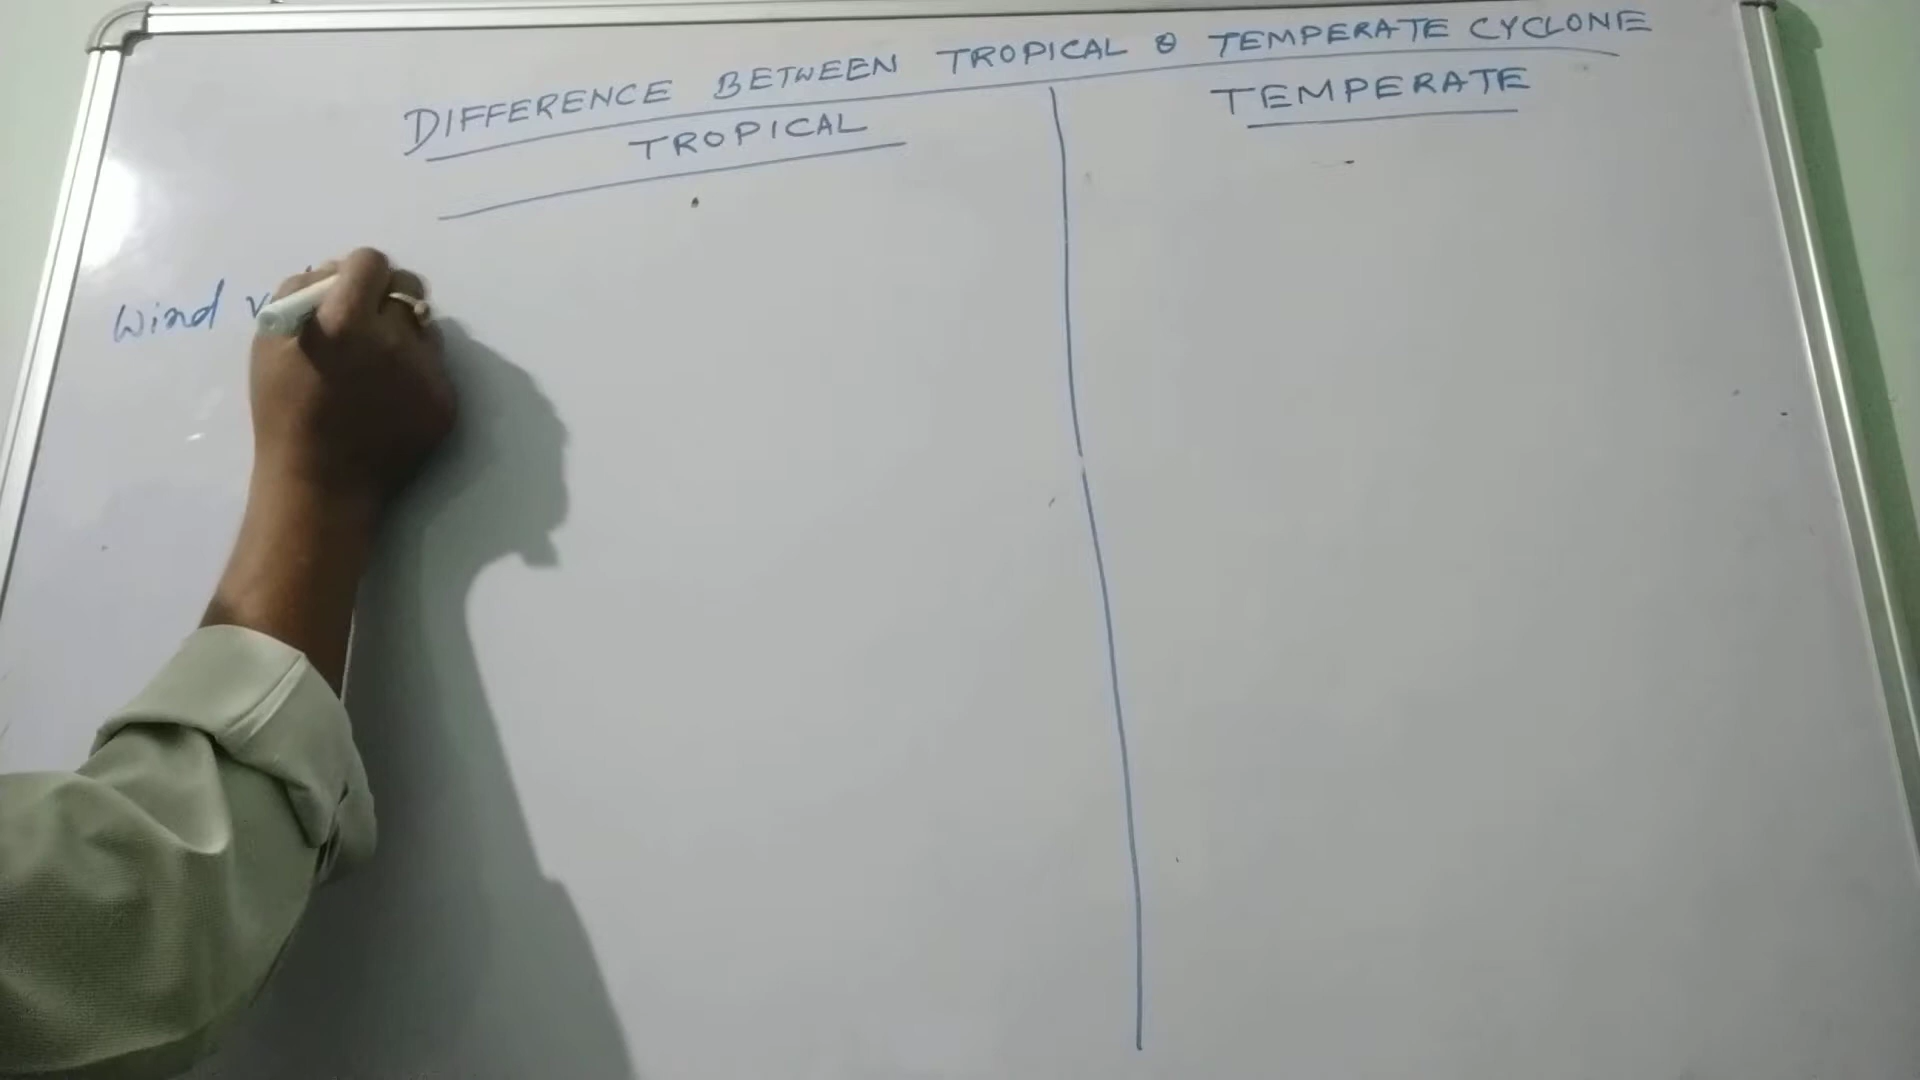 DIFFERENCE BETWEEN TROPICAL & TEMPERATE CYCLONE
TROPICAL
TEMPERATE
Wind